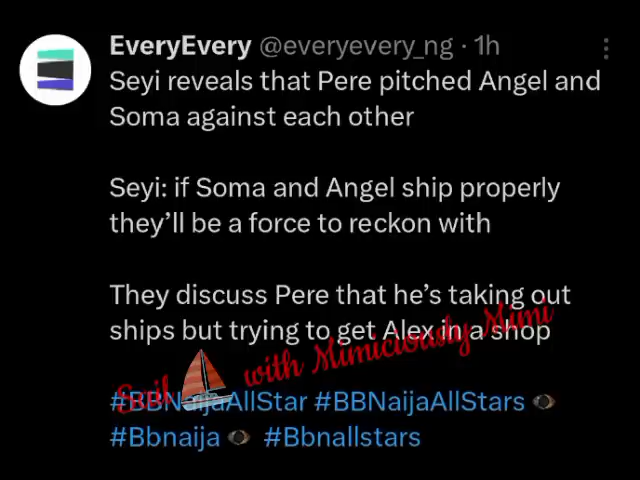 EveryEvery @everyevery_ng · 1h
Seyi reveals that Pere pitched Angel and
Soma against each other
Seyi: if Soma and Angel ship properly
they'll be a force to reckon with
They discuss Pere that he's taking out
ships but trying to get Alex in a shop
Sail with Mimiciously Mimi
#BBNaijaAllStar #BBNaijaAllStars
#Bbnaija #Bbnallstars